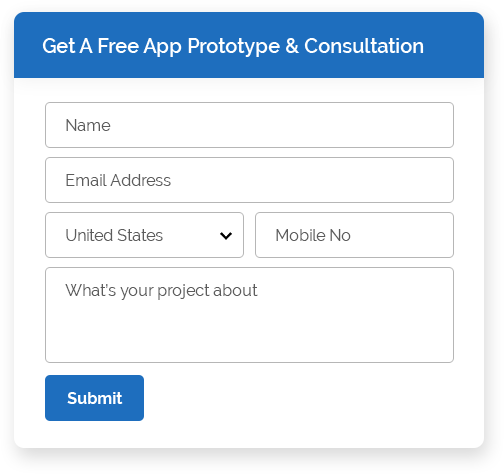 Get A Free App Prototype & Consultation
Name
Email Address
United States
Mobile No
What's your project about
Submit